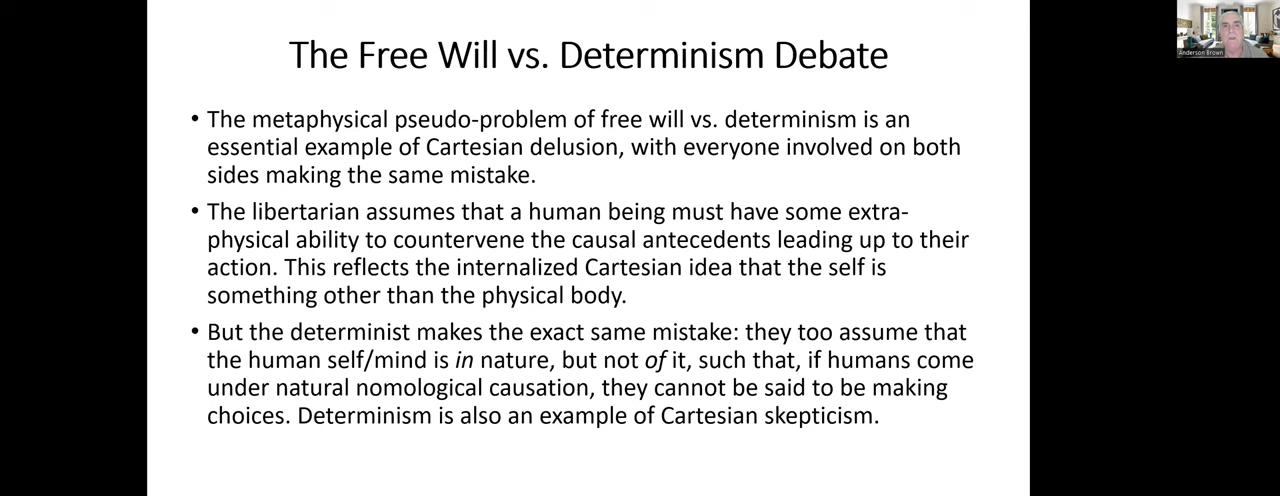 The Free Will vs. Determinism Debate
• The metaphysical pseudo-problem of free will vs. determinism is an
essential example of Cartesian delusion, with everyone involved on both
sides making the same mistake.
• The libertarian assumes that a human being must have some extra-
physical ability to countervene the causal antecedents leading up to their
action. This reflects the internalized Cartesian idea that the self is
something other than the physical body.
• But the determinist makes the exact same mistake: they too assume that
the human self/mind is in nature, but not of it, such that, if humans come
under natural nomological causation, they cannot be said to be making
choices. Determinism is also an example of Cartesian skepticism.
Anderson Brown